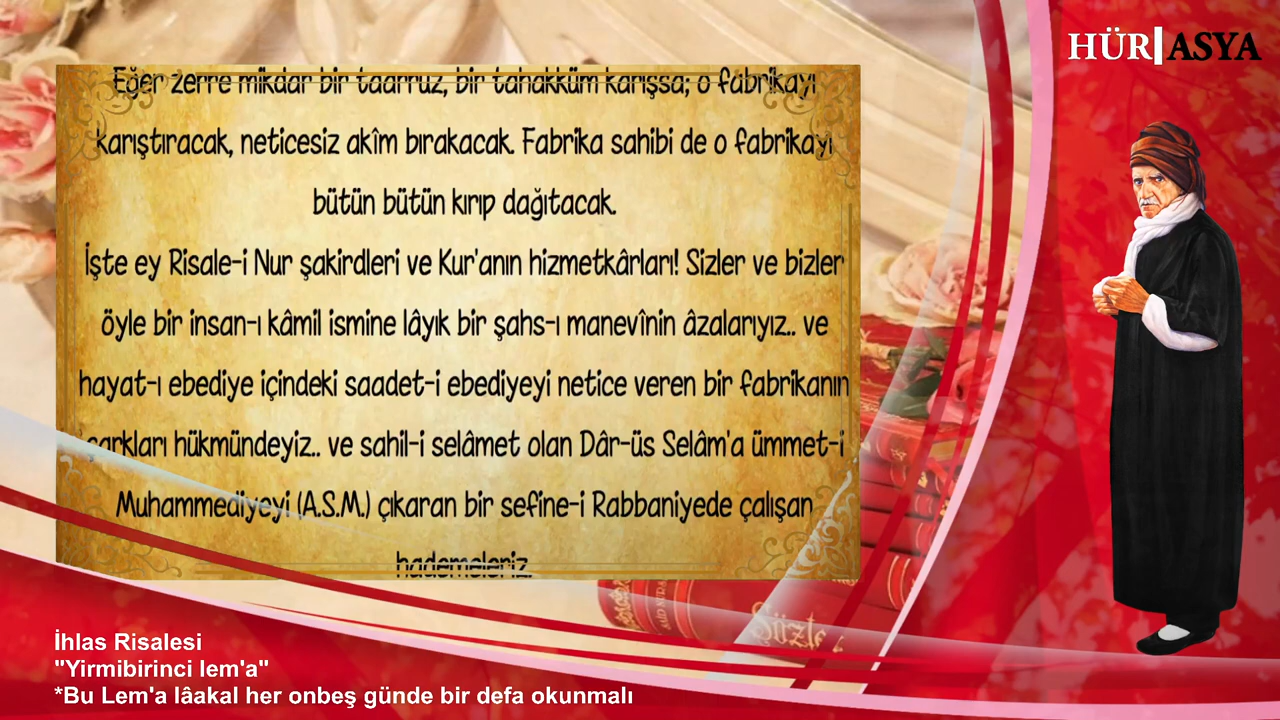 HÜR|ASYA
Eğer zerre mikdar bir taarruz, bir tahakküm karışsa; o fabrikayı
karıştıracak, neticesiz akîm bırakacak. Fabrika sahibi de o fabrikayı
bütün bütün kırıp dağıtacak.
İşte ey Risale-i Nur şakirdleri ve Kur'anın hizmetkârları! Sizler ve bizler
öyle bir insan-ı kâmil ismine lâyık bir şahs-ı manevînin âzalarıyız.. ve
hayat-ı ebediye içindeki saadet-i ebediyeyi netice veren bir fabrikanın
çarkları hükmündeyiz.. ve sahil-i selâmet olan Dâr-üs Selâm'a ümmet-i
Muhammediyeyi (A.S.M.) çıkaran bir sefine-i Rabbaniyede çalışan
hademeleriz.
İhlas Risalesi
"Yirmibirinci lem'a"
*Bu Lem'a lâakal her onbeş günde bir defa okunmalı